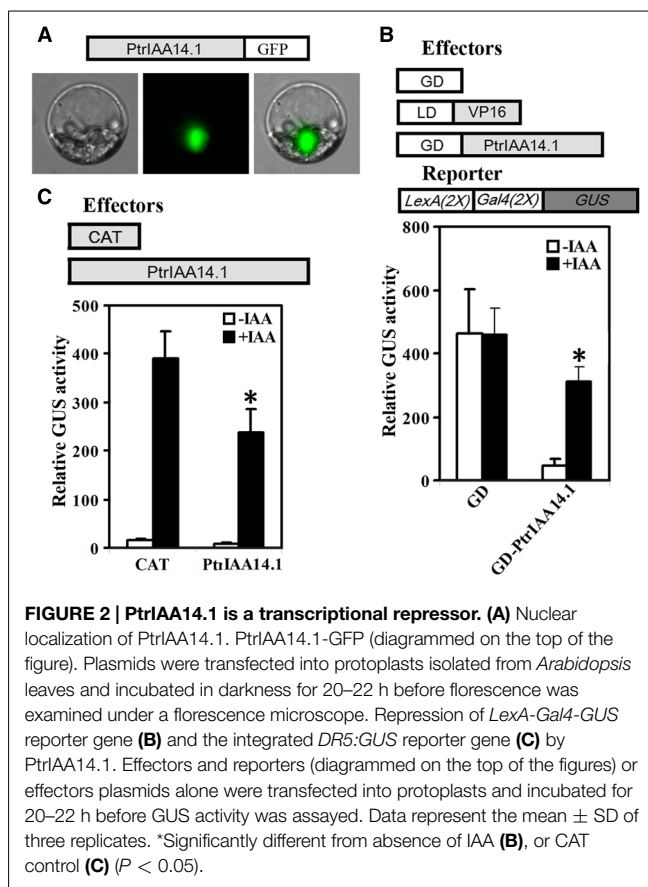 A
PtrIAA14.1 GFP
B
Effectors
GD
LD VP16
GD PtrIAA14.1
Reporter
LexA(2X) Gal4(2X) GUS
800
600
400
200
0
Relative GUS activity
-IAA
+IAA
*
GD
GD-PtrIAA14.1
C
Effectors
CAT
PtrIAA14.1
500
400
300
200
100
0
Relative GUS activity
-IAA
+IAA
*
CAT PtrIAA14.1
FIGURE 2 | PtrIAA14.1 is a transcriptional repressor. (A) Nuclear
localization of PtrIAA14.1. PtrIAA14.1-GFP (diagrammed on the top of the
figure). Plasmids were transfected into protoplasts isolated from Arabidopsis
leaves and incubated in darkness for 20–22 h before florescence was
examined under a florescence microscope. Repression of LexA-Gal4-GUS
reporter gene (B) and the integrated DR5:GUS reporter gene (C) by
PtrIAA14.1. Effectors and reporters (diagrammed on the top of the figures) or
effectors plasmids alone were transfected into protoplasts and incubated for
20–22 h before GUS activity was assayed. Data represent the mean ± SD of
three replicates. *Significantly different from absence of IAA (B), or CAT
control (C) (P < 0.05).